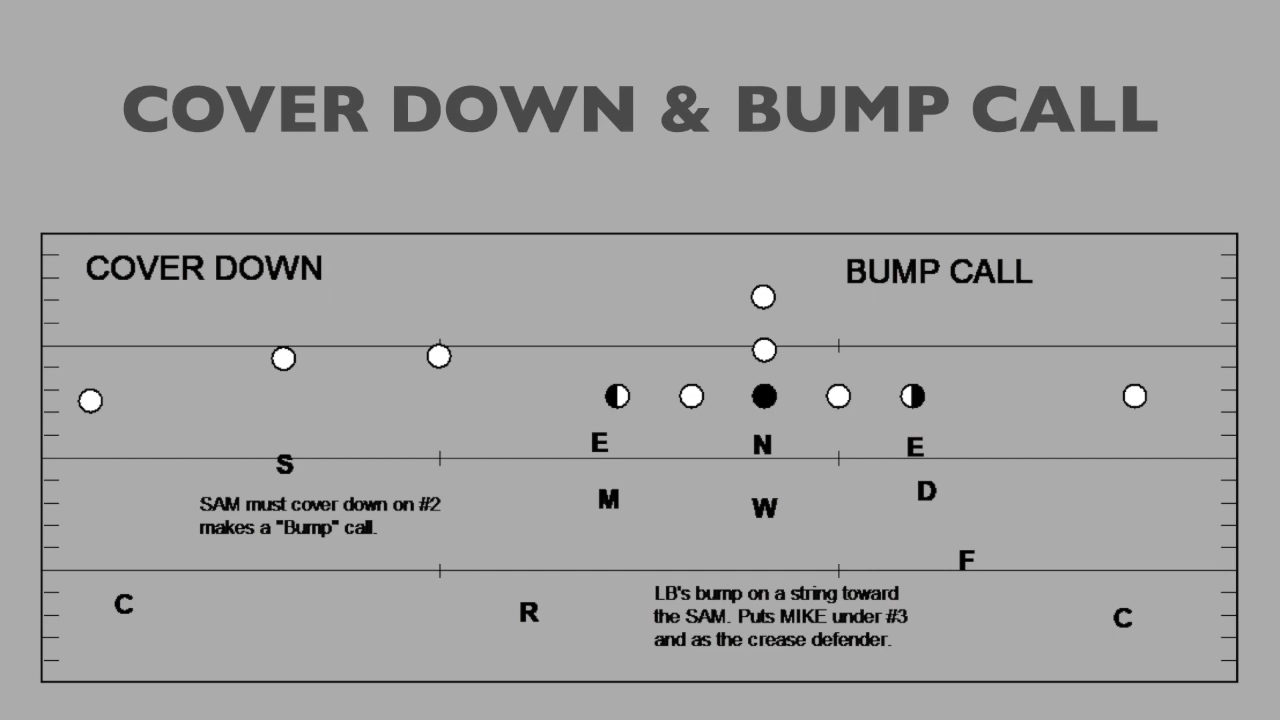 COVER DOWN & BUMP CALL
COVER DOWN
BUMP CALL
E
N
E
S
D
M
W
SAM must cover down on #2
makes a "Bump" call.
F
LB's bump on a string toward
the SAM. Puts MIKE under #3
and as the crease defender.
C
R
C